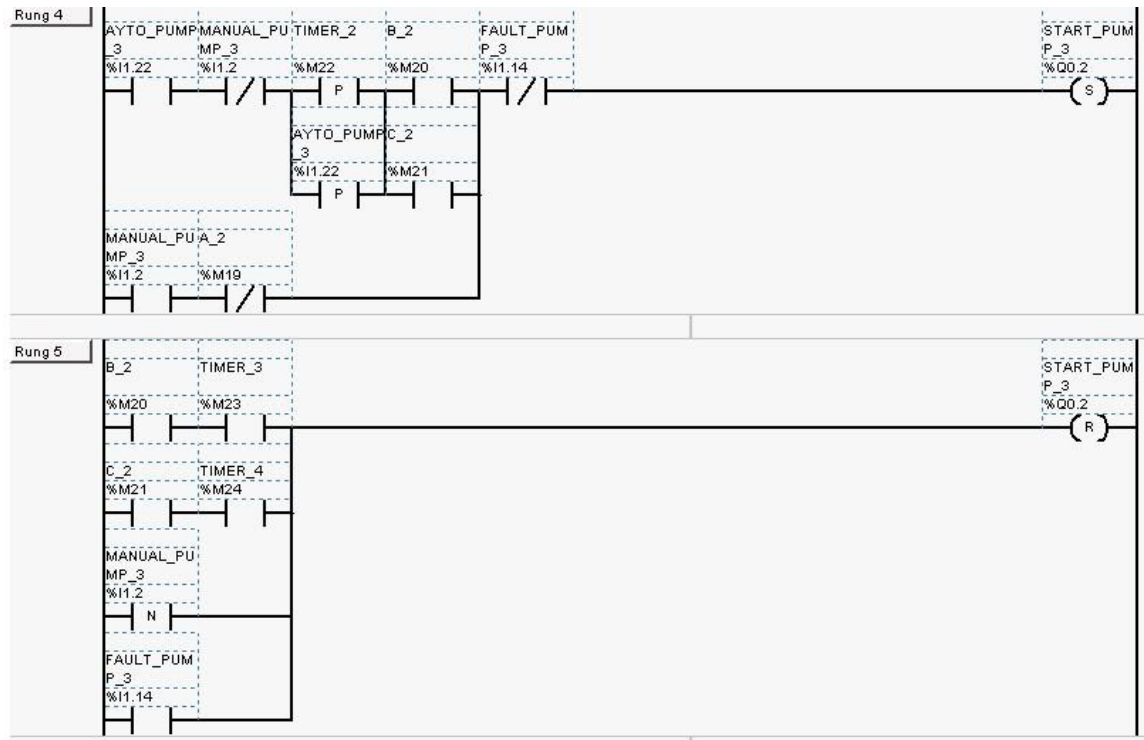 Rung 4
AYTO_PUMP MANUAL_PU TIMER_2 B_2 FAULT_PUM START_PUM
_3 MP_3 P_3 P_3
%I1.22 %I1.2 %M22 %M20 %I1.14 %Q0.2
P S
AYTO_PUMP C_2
_3
%I1.22 %M21
P
MANUAL_PU A_2
MP_3
%I1.2 %M19
Rung 5
B_2 TIMER_3 START_PUM
P_3
%M20 %M23 %Q0.2
R
C_2 TIMER_4
%M21 %M24
MANUAL_PU
MP_3
%I1.2
N
FAULT_PUM
P_3
%I1.14